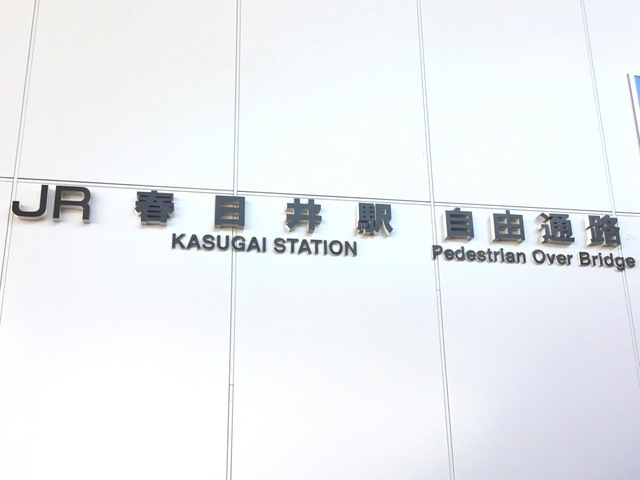 JR 春日井駅 自由通路
KASUGAI STATION Pedestrian Over Bridge